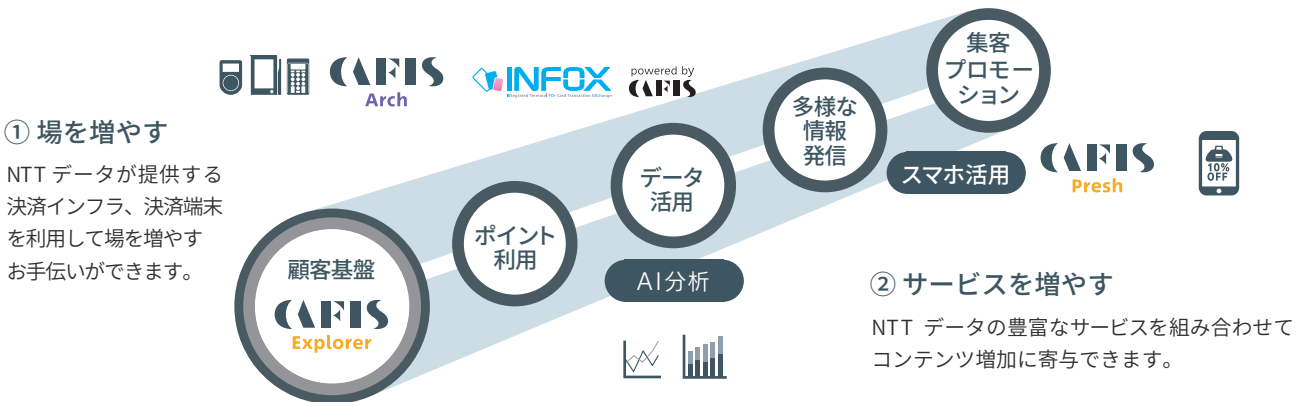 CAFIS
Arch
INFOX
Integrated Terminal FOr Card Transaction EXchange
powered by
CAFIS
① 場を増やす
NTT データが提供する
決済インフラ、決済端末
を利用して場を増やす
お手伝いができます。
顧客基盤
CAFIS
Explorer
ポイント
利用
データ
活用
AI分析
多様な
情報
発信
集客
プロモー
ション
スマホ活用
CAFIS
Presh
10%
OFF
② サービスを増やす
NTT データの豊富なサービスを組み合わせて
コンテンツ増加に寄与できます。